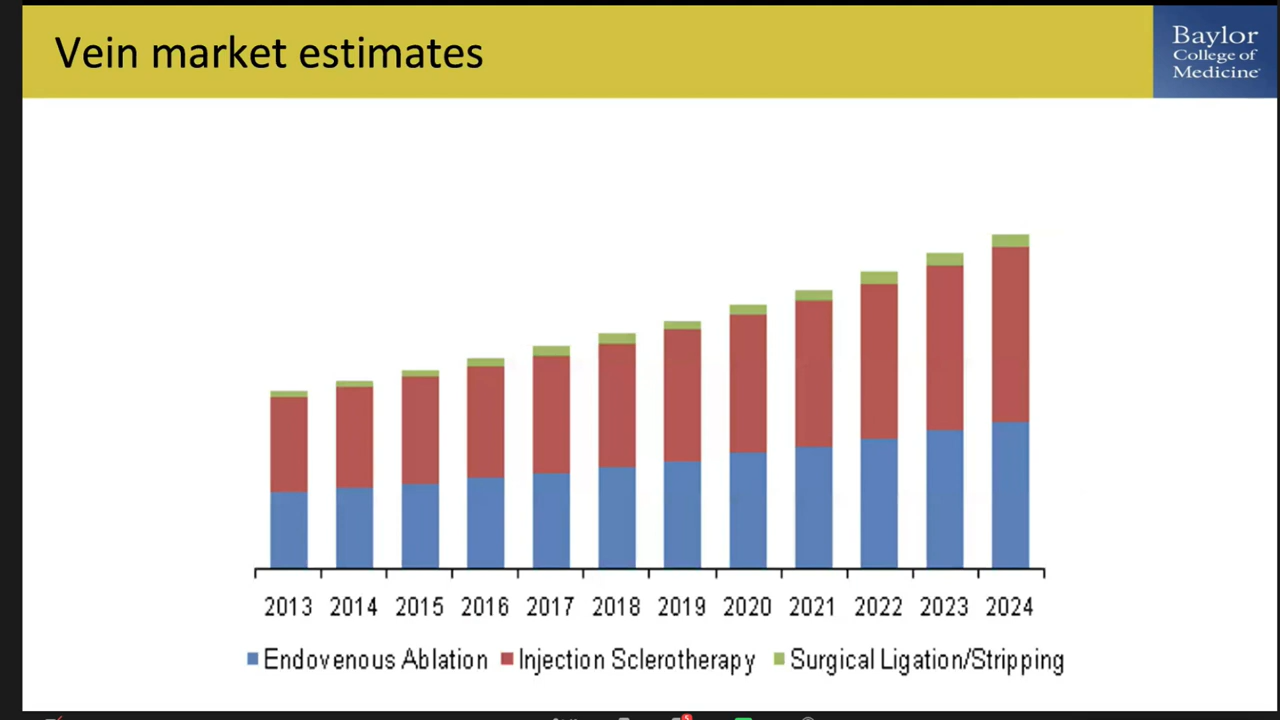 Vein market estimates
Baylor
College of
Medicine
2013 2014 2015 2016 2017 2018 2019 2020 2021 2022 2023 2024
Endovenous Ablation Injection Sclerotherapy Surgical Ligation/Stripping
5